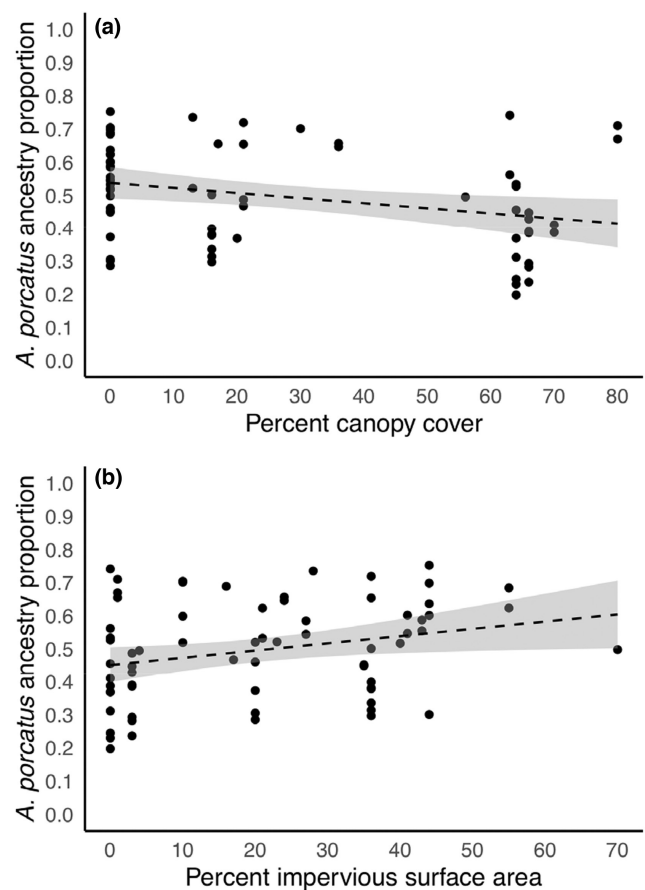 (a)
A. porcatus ancestry proportion
1.0
0.9
0.8
0.7
0.6
0.5
0.4
0.3
0.2
0.1
0.0
0 10 20 30 40 50 60 70 80
Percent canopy cover
(b)
A. porcatus ancestry proportion
1.0
0.9
0.8
0.7
0.6
0.5
0.4
0.3
0.2
0.1
0.0
0 10 20 30 40 50 60 70
Percent impervious surface area